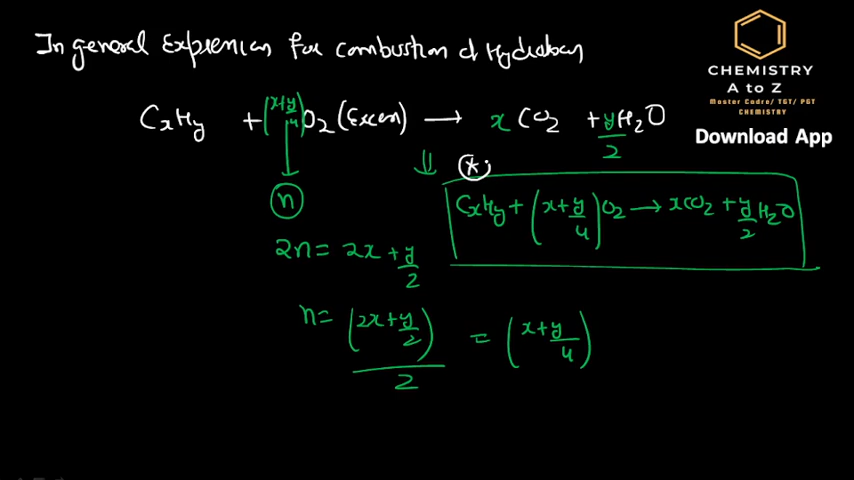 In general Expression for combustion of Hydrocarbon
CHEMISTRY
A to Z
Master Cadre/ TGT/ PGT
CHEMISTRY
Download App
CxHy + (x+y/4) O2 (Excess) → x CO2 + y/2 H2O
n
⇓ (*)
CxHy + (x+y/4) O2 → xCO2 + y/2 H2O
2n = 2x + y/2
n = (2x+y/2)/2 = (x+y/4)